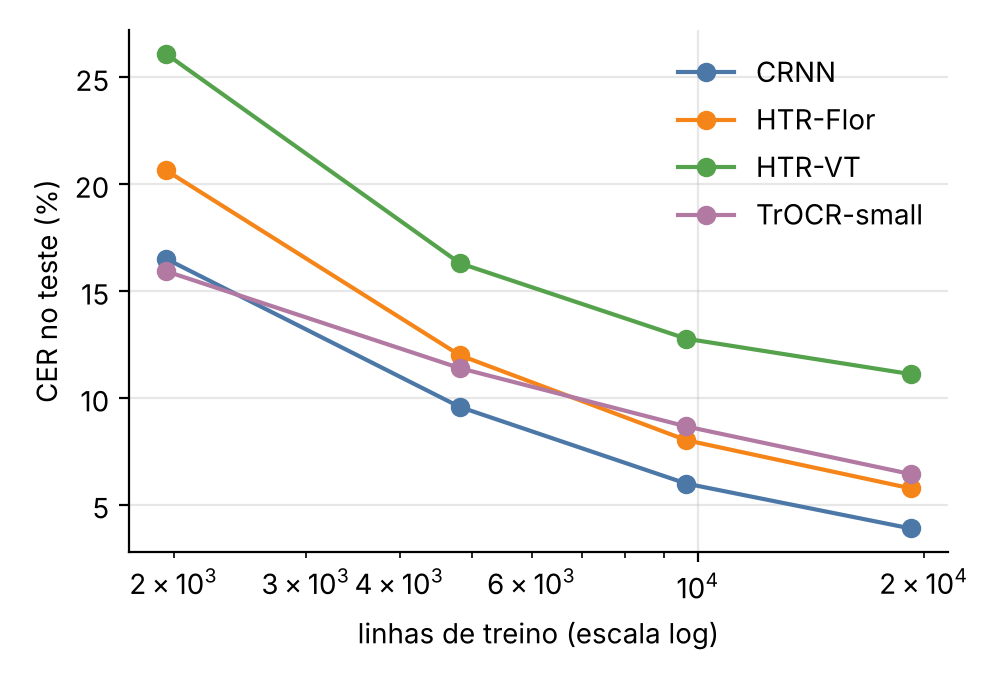 CRNN
HTR-Flor
HTR-VT
TrOCR-small
CER no teste (%)
25
20
15
10
5
2 × 10³ 3 × 10³ 4 × 10³ 6 × 10³ 10⁴ 2 × 10⁴
linhas de treino (escala log)